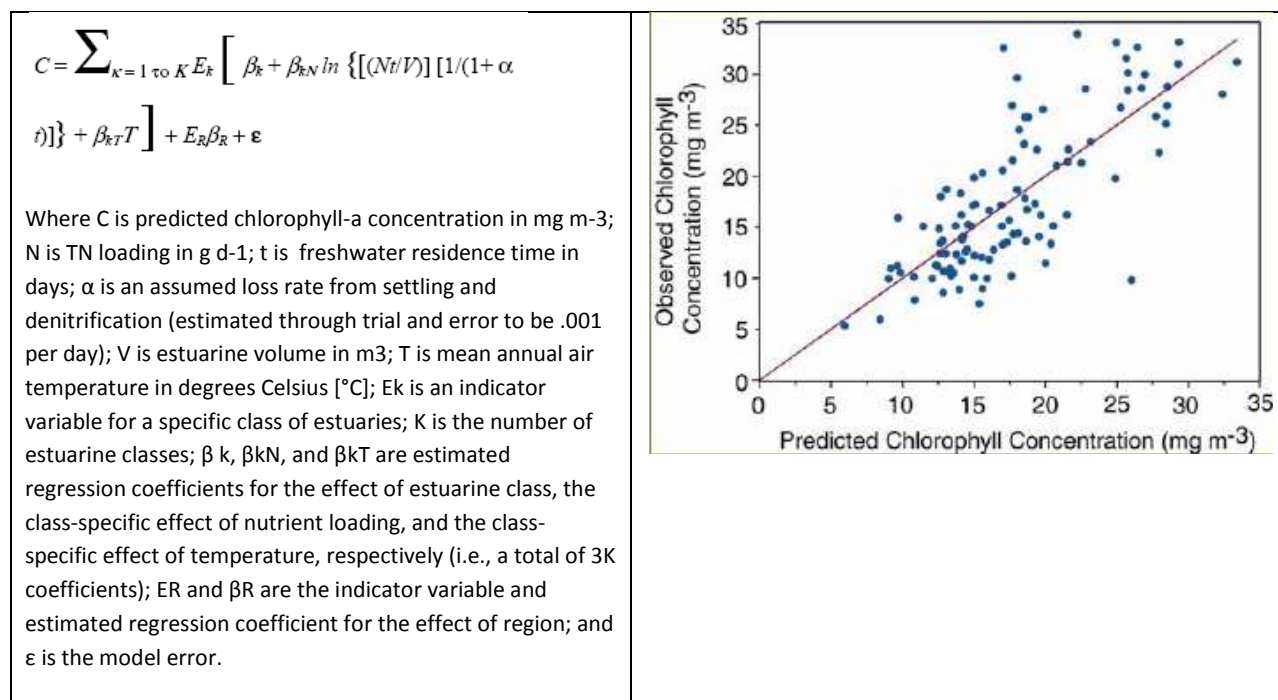 C = ∑κ = 1 το K Ek [ βk + βkN ln {[(Nt/V)] [1/(1+ α
t)]} + βkT T ] + ERβR + ε
Where C is predicted chlorophyll-a concentration in mg m-3;
N is TN loading in g d-1; t is freshwater residence time in
days; α is an assumed loss rate from settling and
denitrification (estimated through trial and error to be .001
per day); V is estuarine volume in m3; T is mean annual air
temperature in degrees Celsius [°C]; Ek is an indicator
variable for a specific class of estuaries; K is the number of
estuarine classes; β k, βkN, and βkT are estimated
regression coefficients for the effect of estuarine class, the
class-specific effect of nutrient loading, and the class-
specific effect of temperature, respectively (i.e., a total of 3K
coefficients); ER and βR are the indicator variable and
estimated regression coefficient for the effect of region; and
ε is the model error.
Observed Chlorophyll
Concentration (mg m-3)
35
30
25
20
15
10
5
0
0 5 10 15 20 25 30 35
Predicted Chlorophyll Concentration (mg m-3)